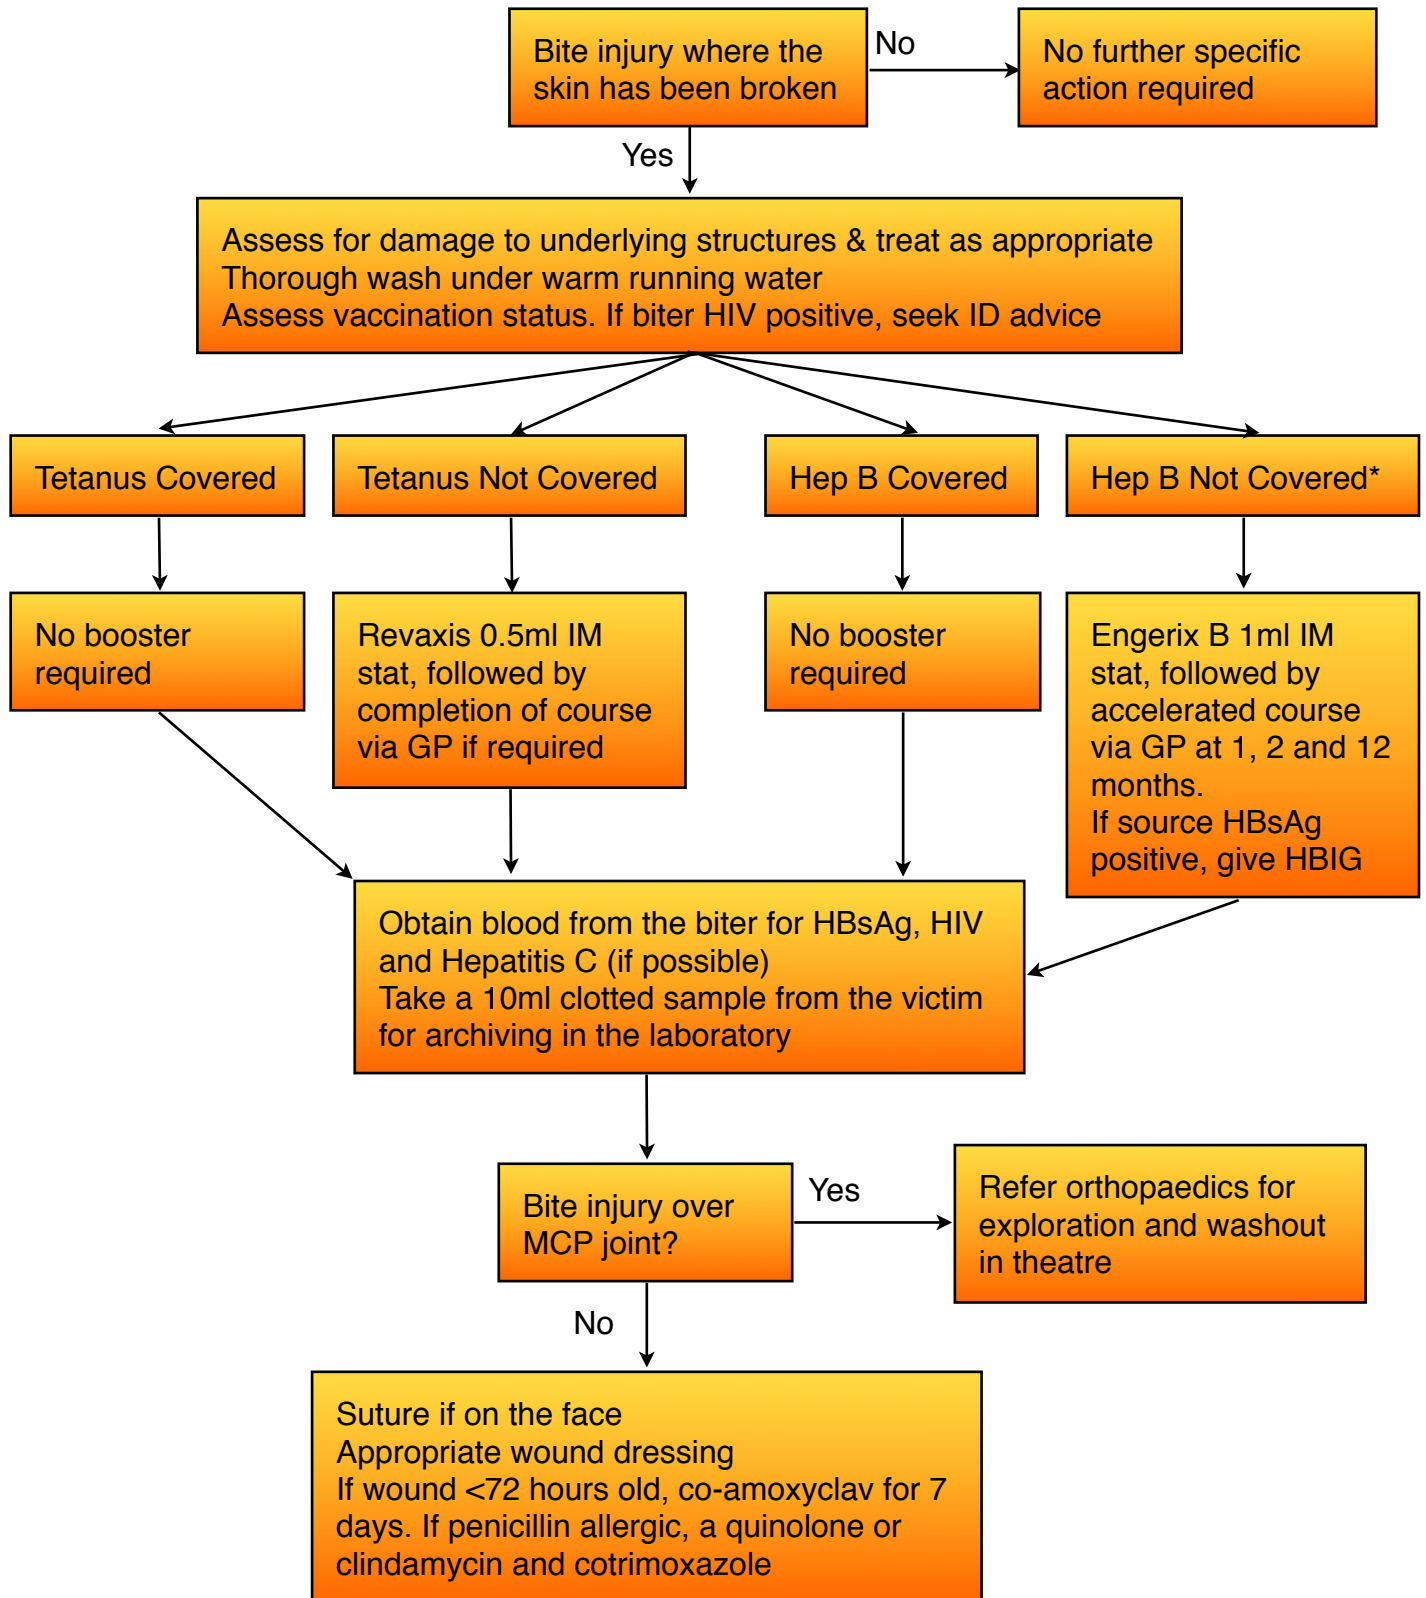 Bite injury where the
skin has been broken
No
No further specific
action required
Yes
Assess for damage to underlying structures & treat as appropriate
Thorough wash under warm running water
Assess vaccination status. If biter HIV positive, seek ID advice
Tetanus Covered
Tetanus Not Covered
Hep B Covered
Hep B Not Covered*
No booster
required
Revaxis 0.5ml IM
stat, followed by
completion of course
via GP if required
No booster
required
Engerix B 1ml IM
stat, followed by
accelerated course
via GP at 1, 2 and 12
months.
If source HBsAg
positive, give HBIG
Obtain blood from the biter for HBsAg, HIV
and Hepatitis C (if possible)
Take a 10ml clotted sample from the victim
for archiving in the laboratory
Bite injury over
MCP joint?
Yes
Refer orthopaedics for
exploration and washout
in theatre
No
Suture if on the face
Appropriate wound dressing
If wound <72 hours old, co-amoxyclav for 7
days. If penicillin allergic, a quinolone or
clindamycin and cotrimoxazole